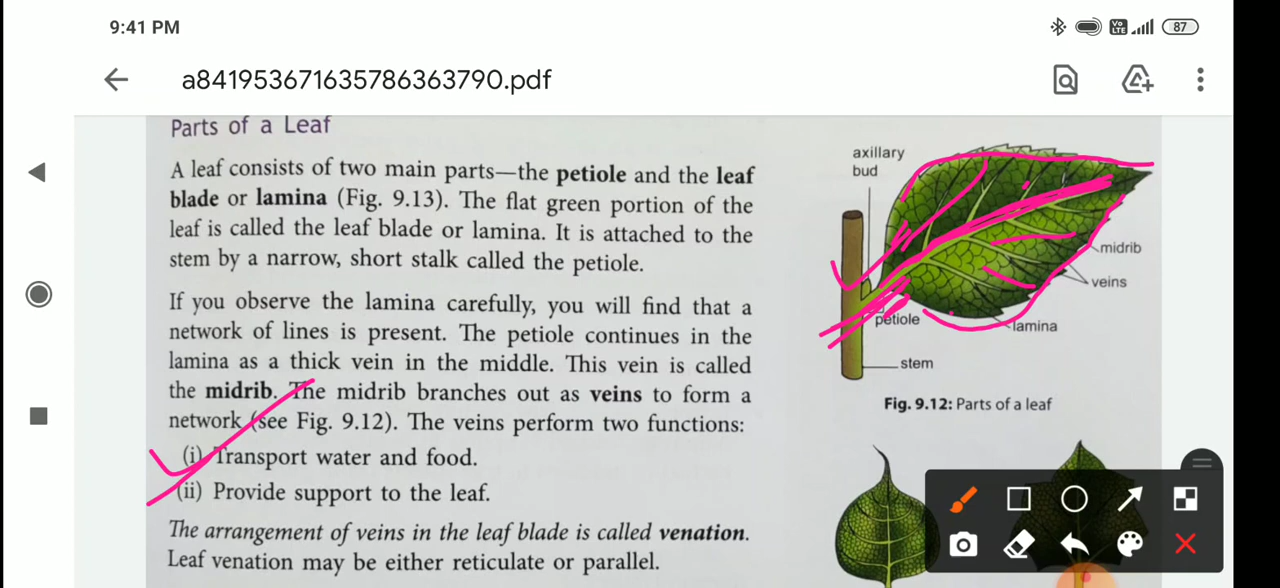 9:41 PM
Vo LTE
87
a841953671635786363790.pdf
Parts of a Leaf
A leaf consists of two main parts—the petiole and the leaf
blade or lamina (Fig. 9.13). The flat green portion of the
leaf is called the leaf blade or lamina. It is attached to the
stem by a narrow, short stalk called the petiole.
If you observe the lamina carefully, you will find that a
network of lines is present. The petiole continues in the
lamina as a thick vein in the middle. This vein is called
the midrib. The midrib branches out as veins to form a
network (see Fig. 9.12). The veins perform two functions:
(i) Transport water and food.
(ii) Provide support to the leaf.
The arrangement of veins in the leaf blade is called venation.
Leaf venation may be either reticulate or parallel.
axillary
bud
midrib
veins
petiole
lamina
stem
Fig. 9.12: Parts of a leaf